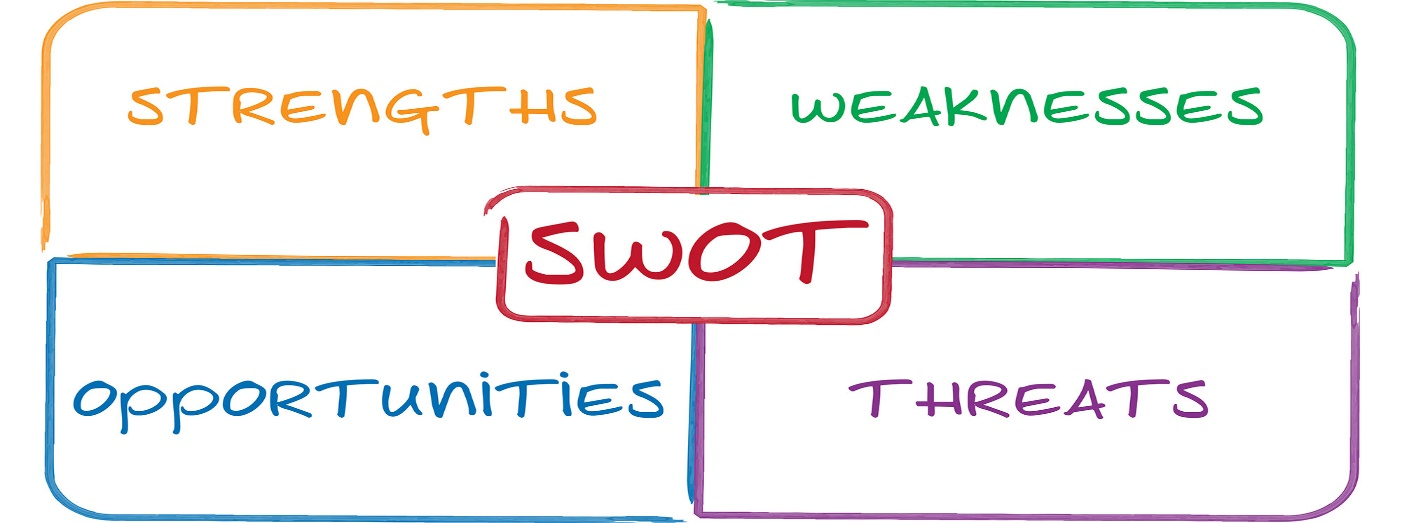 STRENGTHS
WEAKNESSES
SWOT
OPPORTUNITIES
THREATS